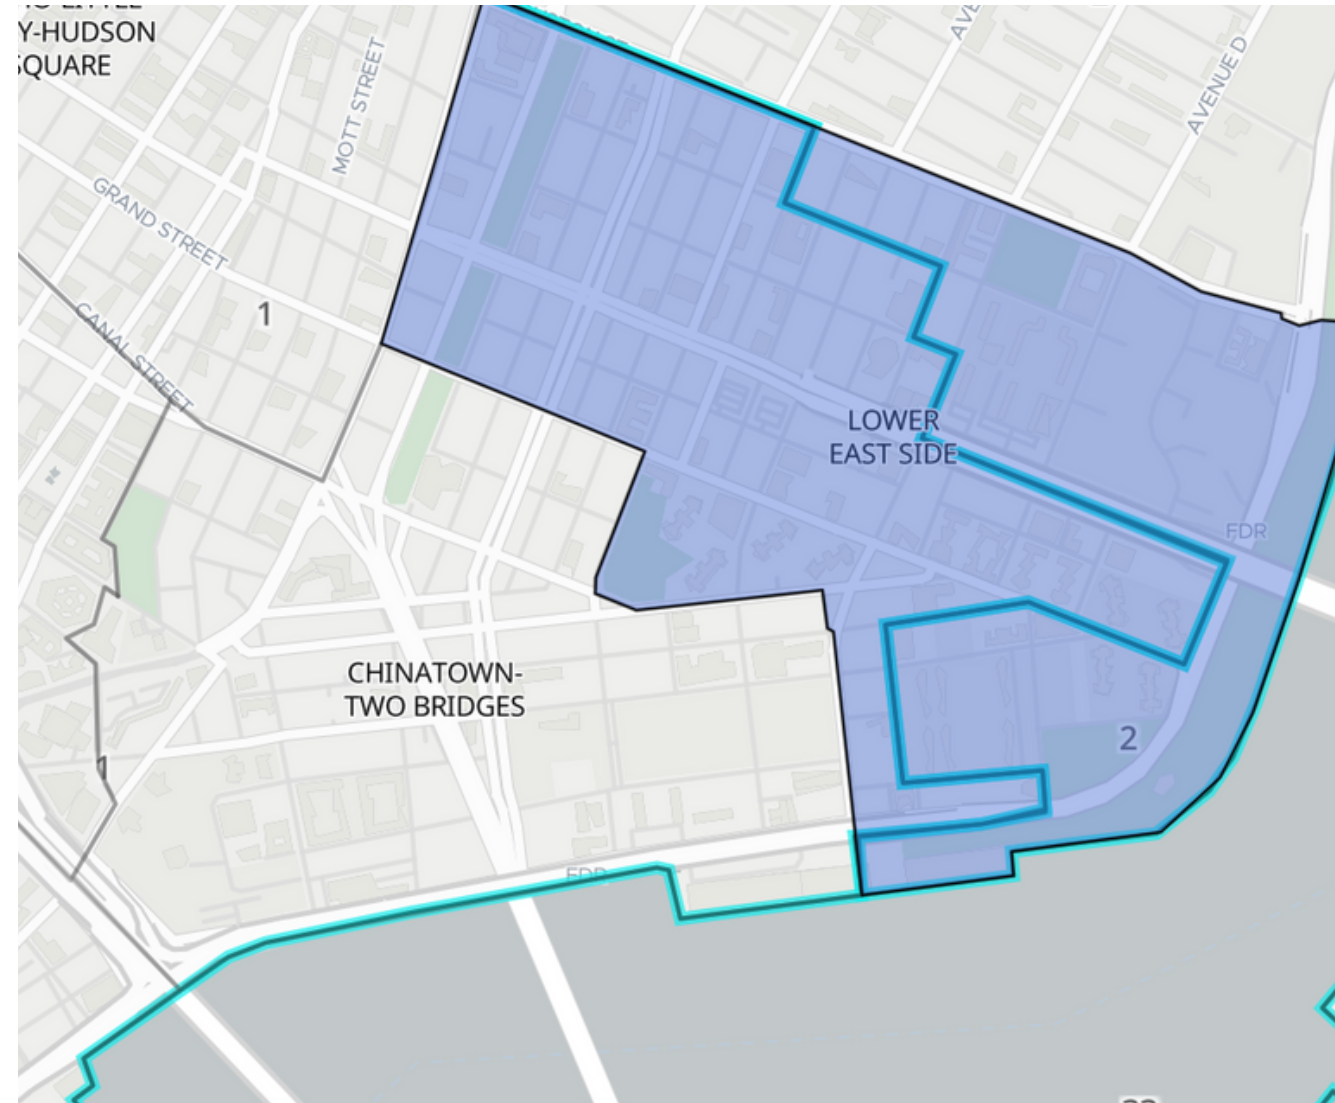 Y-HUDSON
SQUARE
MOTT STREET
AVENUE D
GRAND STREET
1
CANAL STREET
LOWER
EAST SIDE
FDR
CHINATOWN-
TWO BRIDGES
2
1
FDR